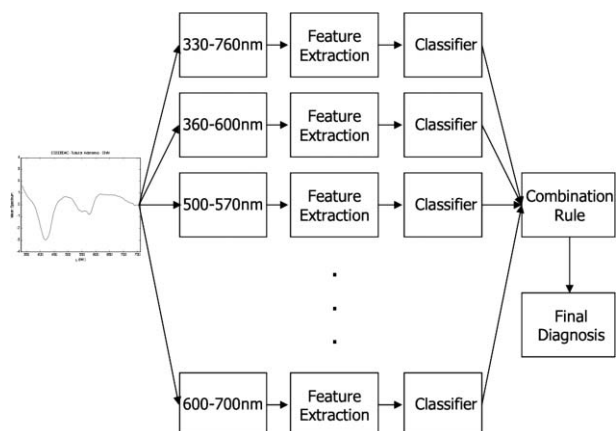 330-760nm
Feature
Extraction
Classifier
360-600nm
Feature
Extraction
Classifier
500-570nm
Feature
Extraction
Classifier
Combination
Rule
Final
Diagnosis
600-700nm
Feature
Extraction
Classifier